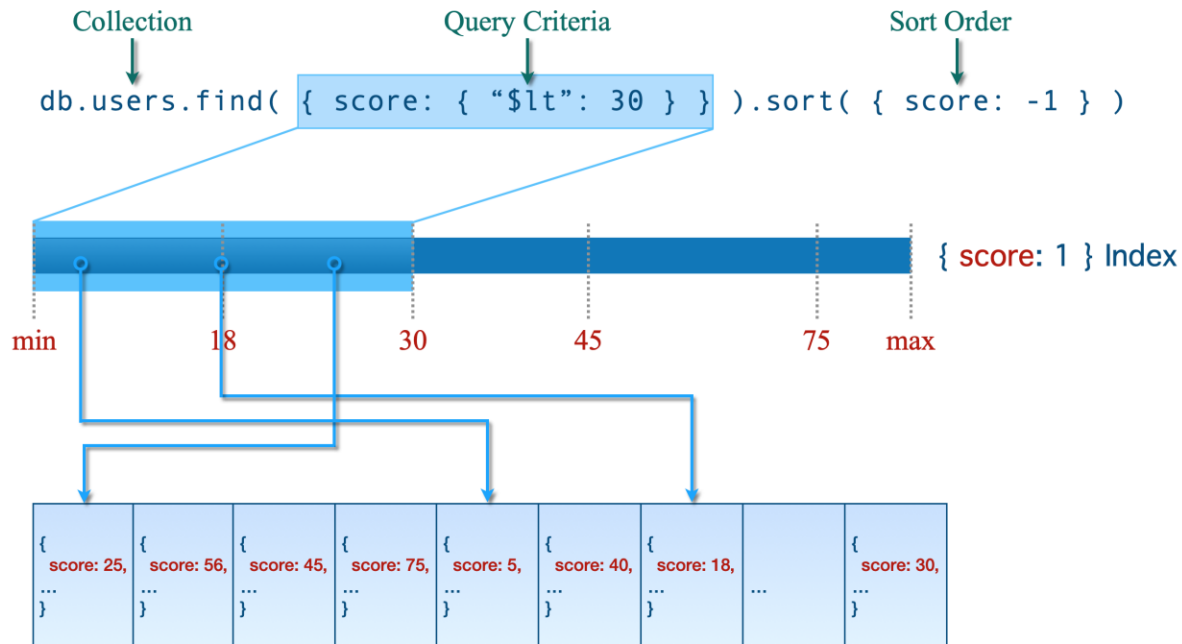 Collection Query Criteria Sort Order
db.users.find( { score: { “$lt”: 30 } } ).sort( { score: -1 } )
{ score: 1 } Index
min 18 30 45 75 max
{ { { { { { { {
score: 25, score: 56, score: 45, score: 75, score: 5, score: 40, score: 18, score: 30,
... ... ... ... ... ... ... ... ...
} } } } } } } }